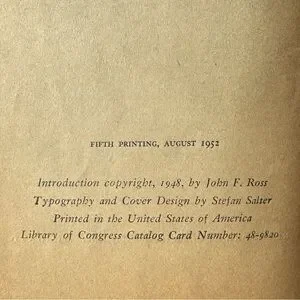 FIFTH PRINTING, AUGUST 1952
Introduction copyright, 1948, by John F. Ross
Typography and Cover Design by Stefan Salter
Printed in the United States of America
Library of Congress Catalog Card Number: 48-9820